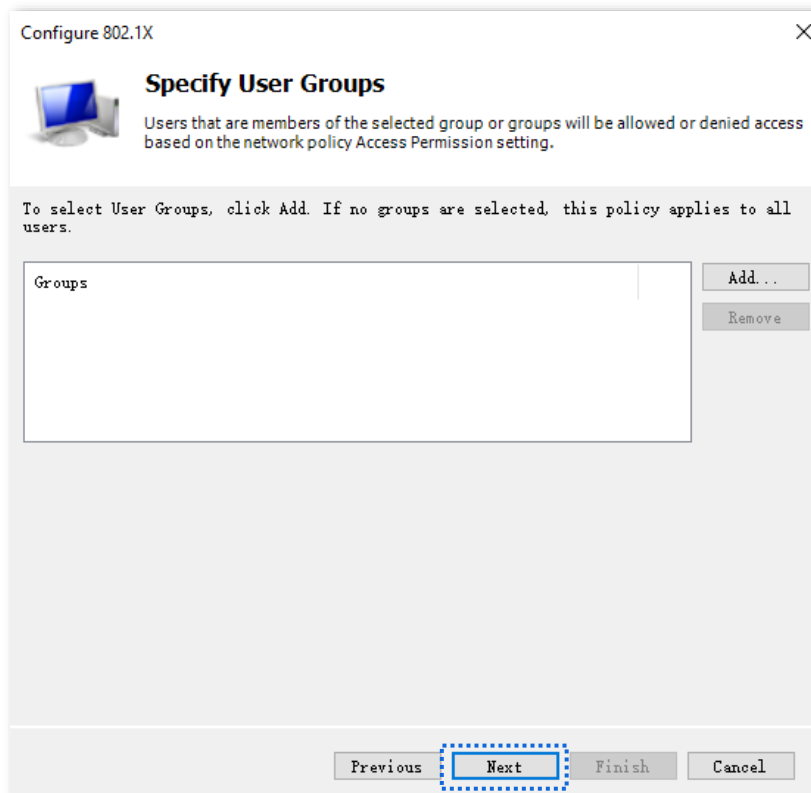 Configure 802.1X
Specify User Groups
Users that are members of the selected group or groups will be allowed or denied access
based on the network policy Access Permission setting.
To select User Groups, click Add. If no groups are selected, this policy applies to all
users.
Groups
Add...
Remove
Previous
Next
Finish
Cancel